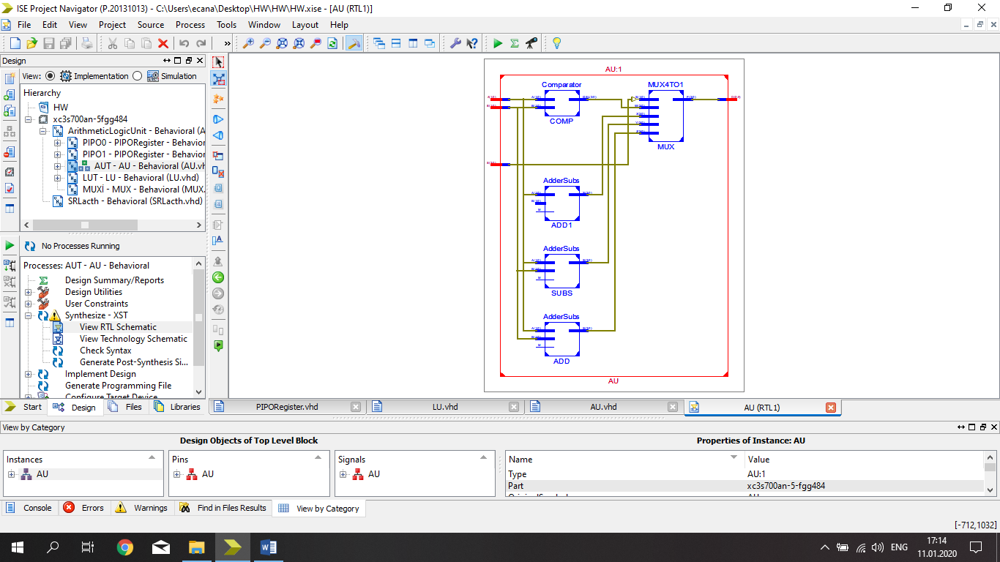 ISE Project Navigator (P.20131013) - C:\Users\ecana\Desktop\HW\HW\HW.xise - [AU (RTL1)]
File Edit View Project Source Process Tools Window Layout Help
Design
View: Implementation Simulation
Hierarchy
HW
xc3s700an-5fgg484
ArithmeticLogicUnit - Behavioral (A
PIPO0 - PIPORegister - Behavior
PIPO1 - PIPORegister - Behavior
AUT - AU - Behavioral (AU.vh
LUT - LU - Behavioral (LU.vhd)
MUXİ - MUX - Behavioral (MUX.
SRLacth - Behavioral (SRLacth.vhd)
No Processes Running
Processes: AUT - AU - Behavioral
Design Summary/Reports
Design Utilities
User Constraints
Synthesize - XST
View RTL Schematic
View Technology Schematic
Check Syntax
Generate Post-Synthesis Si...
Implement Design
Generate Programming File
Configure Target Device
Start Design Files Libraries
AU:1
Comparator
COMP
MUX4TO1
MUX
AdderSubs
ADD1
AdderSubs
SUBS
AdderSubs
ADD
AU
PIPORegister.vhd LU.vhd AU.vhd AU (RTL1)
View by Category
Design Objects of Top Level Block Properties of Instance: AU
Instances Pins Signals Name Value
AU AU AU Type AU:1
Part xc3s700an-5-fgg484
Console Errors Warnings Find in Files Results View by Category
[-712,1032]
17:14
ENG
11.01.2020